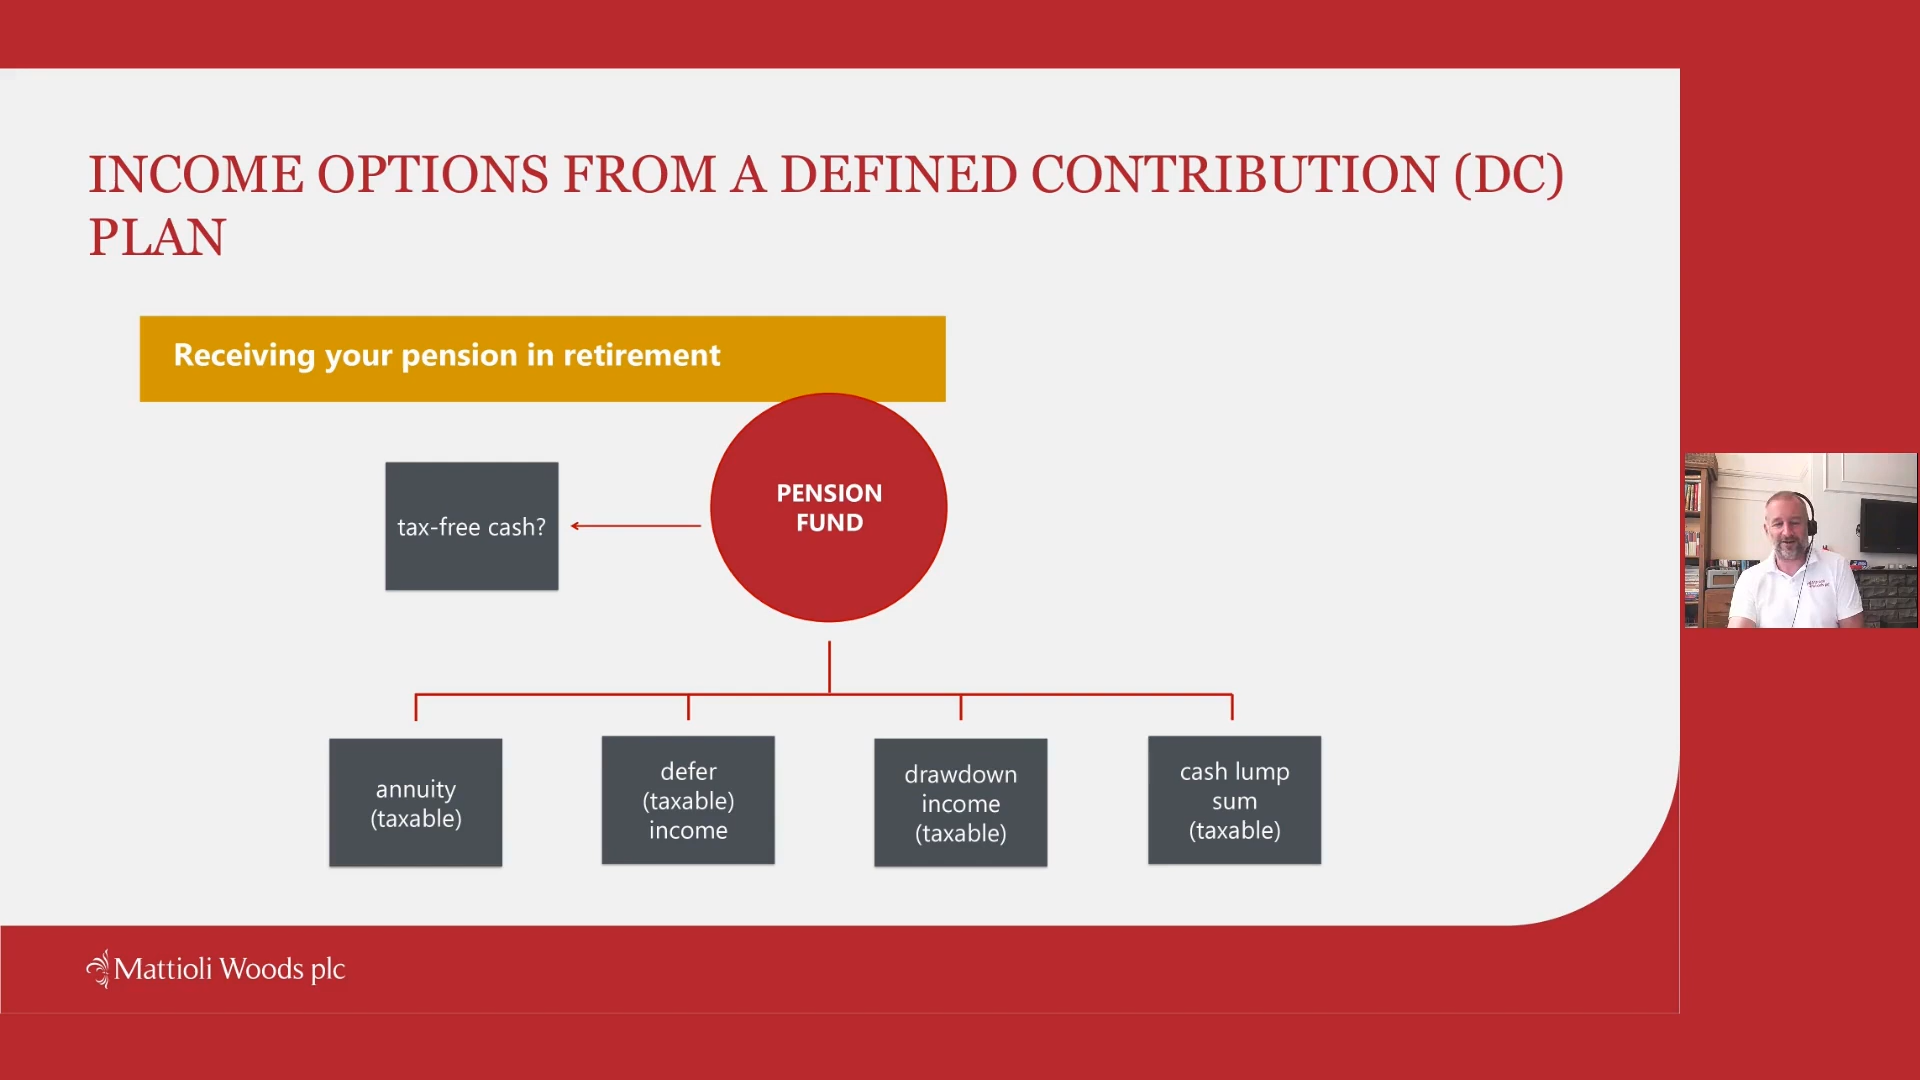 INCOME OPTIONS FROM A DEFINED CONTRIBUTION (DC)
PLAN
Receiving your pension in retirement
PENSION
FUND
tax-free cash?
annuity
(taxable)
defer
(taxable)
income
drawdown
income
(taxable)
cash lump
sum
(taxable)
Mattioli Woods plc